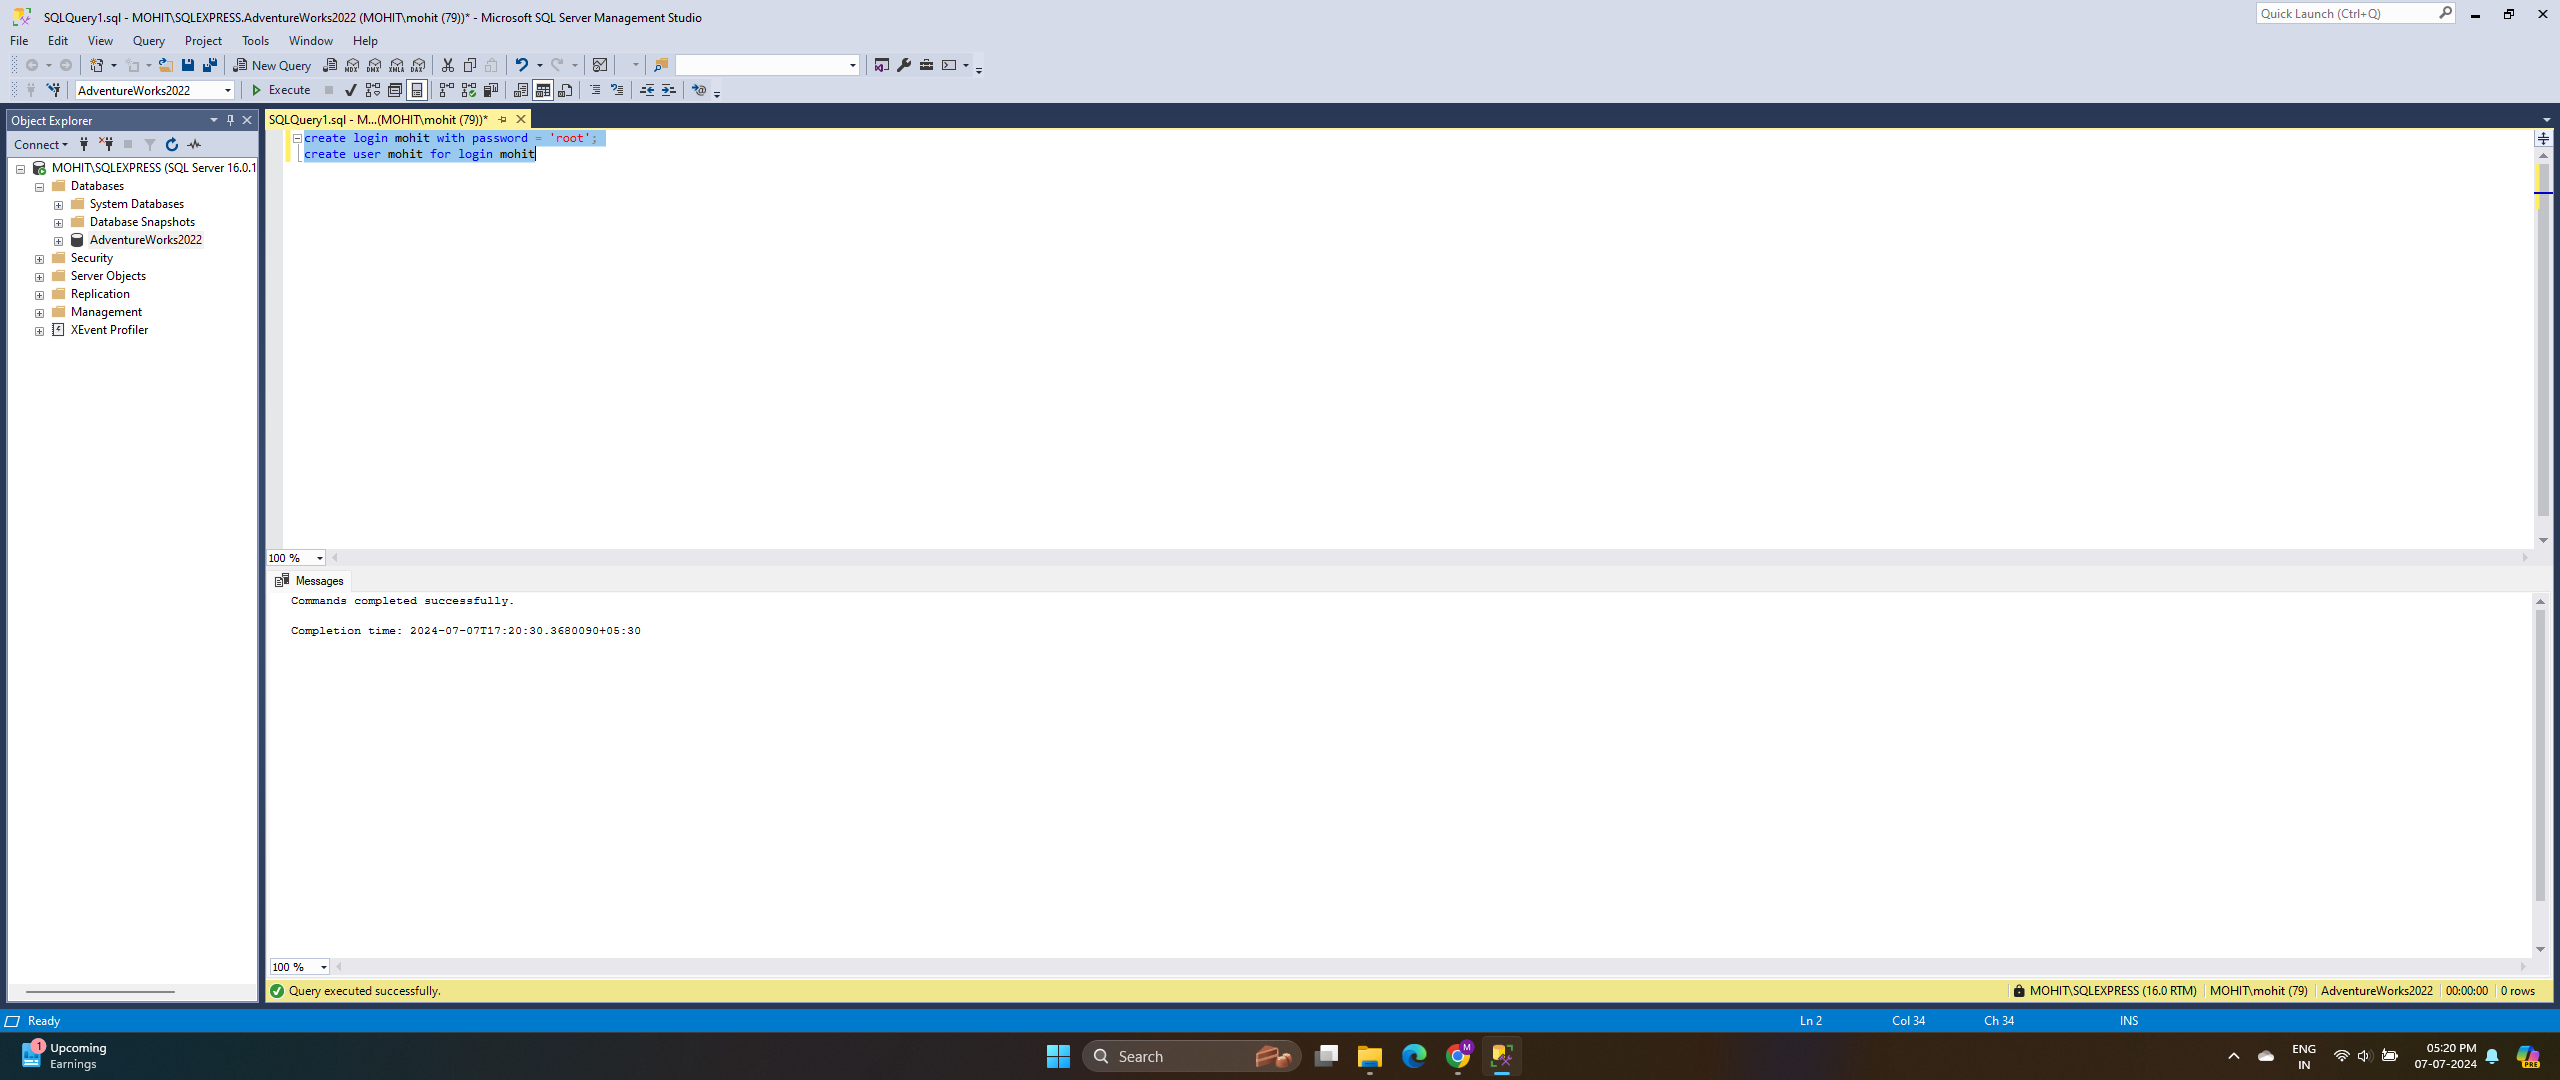 SQLQuery1.sql - MOHIT\SQLEXPRESS.AdventureWorks2022 (MOHIT\mohit (79))* - Microsoft SQL Server Management Studio
Quick Launch (Ctrl+Q)
File Edit View Query Project Tools Window Help
New Query MDX DMX XMLA DAX
AdventureWorks2022 Execute
Object Explorer
Connect
MOHIT\SQLEXPRESS (SQL Server 16.0.1
Databases
System Databases
Database Snapshots
AdventureWorks2022
Security
Server Objects
Replication
Management
XEvent Profiler
SQLQuery1.sql - M...(MOHIT\mohit (79))*
create login mohit with password = 'root';
create user mohit for login mohit
100 %
Messages
Commands completed successfully.
Completion time: 2024-07-07T17:20:30.3680090+05:30
100 %
Query executed successfully. MOHIT\SQLEXPRESS (16.0 RTM) MOHIT\mohit (79) AdventureWorks2022 00:00:00 0 rows
Ready Ln 2 Col 34 Ch 34 INS
1
Upcoming
Earnings
Search
M
ENG
IN
05:20 PM
07-07-2024
PRE